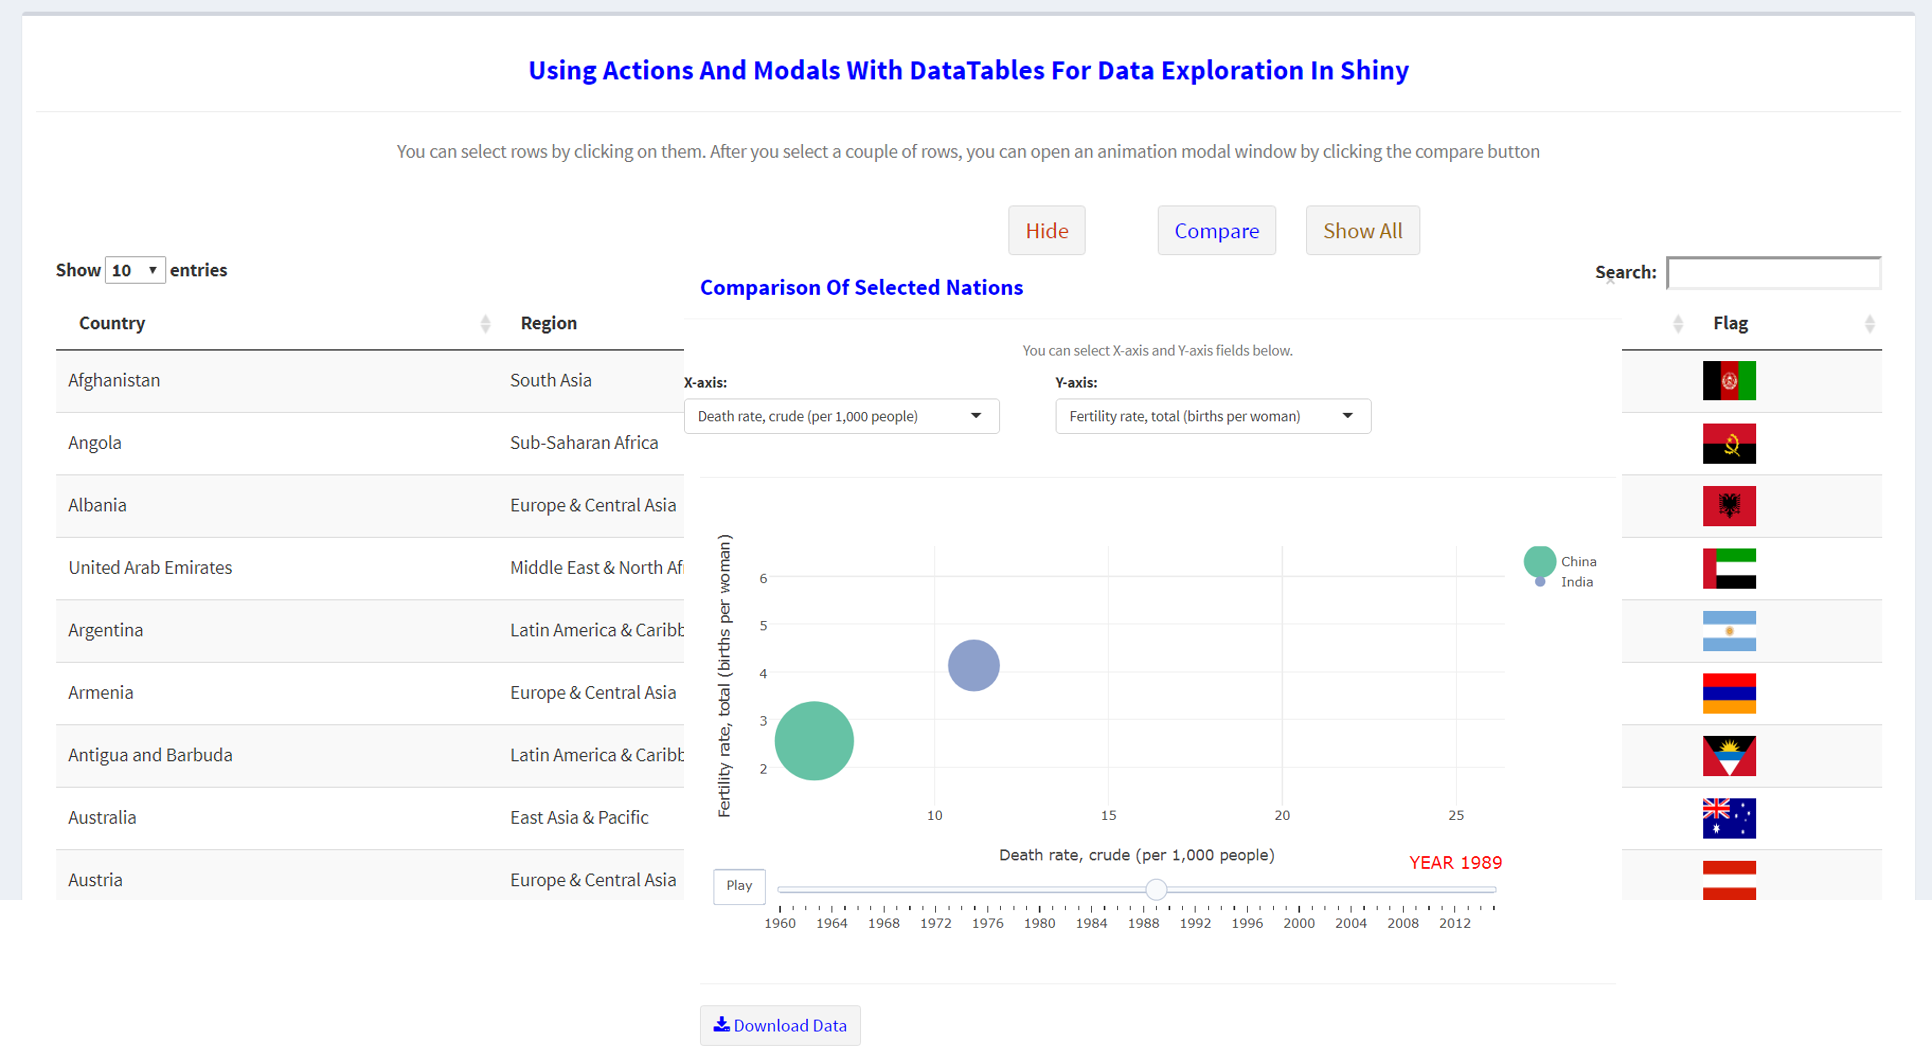 Using Actions And Modals With DataTables For Data Exploration In Shiny
You can select rows by clicking on them. After you select a couple of rows, you can open an animation modal window by clicking the compare button
Hide Compare Show All
Show 10 entries
Search:
Country Region Flag
Afghanistan South Asia
Angola Sub-Saharan Africa
Albania Europe & Central Asia
United Arab Emirates Middle East & North Af
Argentina Latin America & Caribb
Armenia Europe & Central Asia
Antigua and Barbuda Latin America & Caribb
Australia East Asia & Pacific
Austria Europe & Central Asia
Comparison Of Selected Nations
×
You can select X-axis and Y-axis fields below.
X-axis: Y-axis:
Death rate, crude (per 1,000 people) Fertility rate, total (births per woman)
Fertility rate, total (births per woman)
6
5
4
3
2
China
India
10 15 20 25
Death rate, crude (per 1,000 people)
YEAR 1989
Play
1960 1964 1968 1972 1976 1980 1984 1988 1992 1996 2000 2004 2008 2012
Download Data